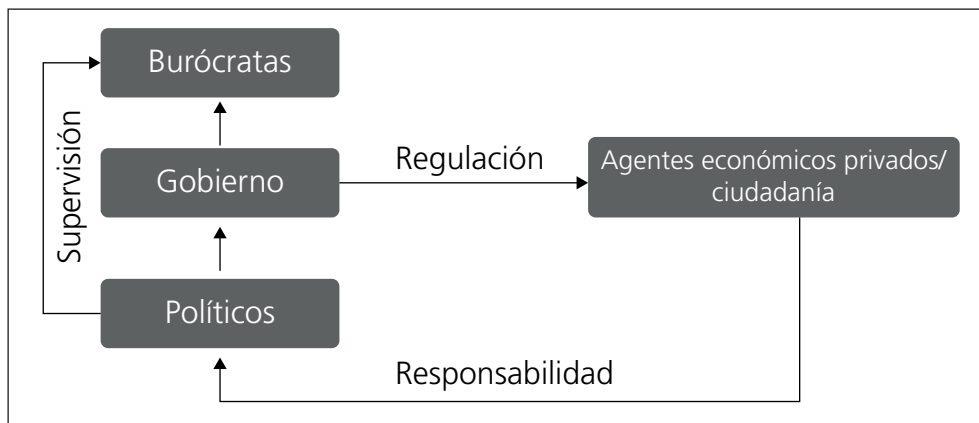 Burócratas
Supervisión
Gobierno
Regulación
Agentes económicos privados/
ciudadanía
Políticos
Responsabilidad